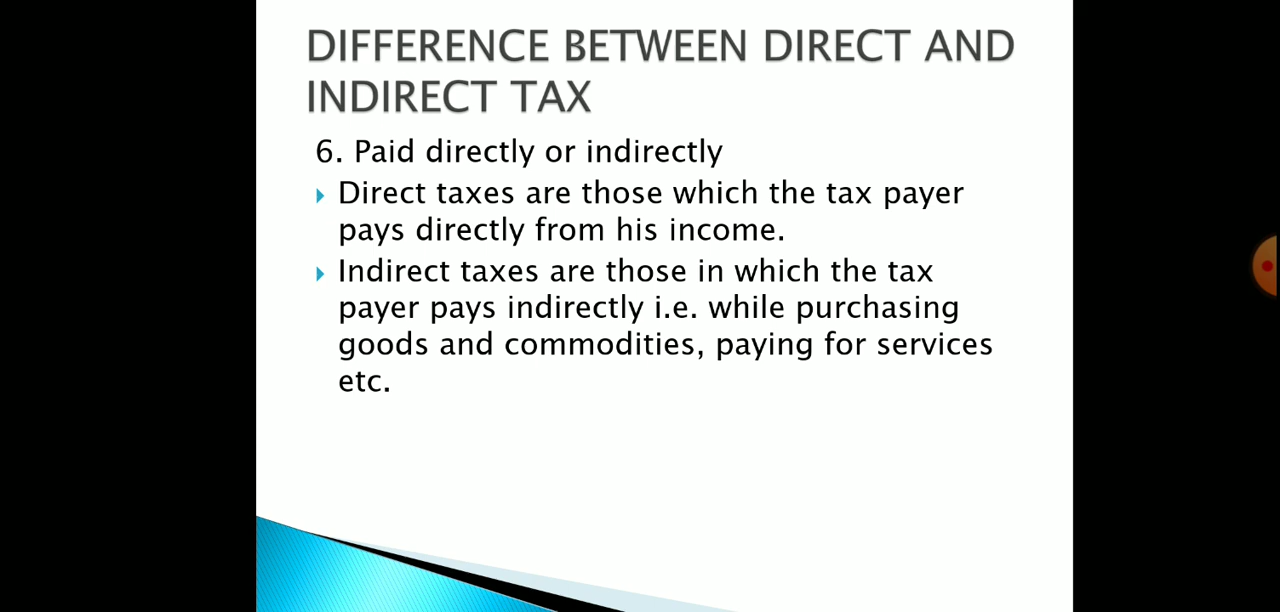 DIFFERENCE BETWEEN DIRECT AND
INDIRECT TAX
6. Paid directly or indirectly
Direct taxes are those which the tax payer
pays directly from his income.
Indirect taxes are those in which the tax
payer pays indirectly i.e. while purchasing
goods and commodities, paying for services
etc.